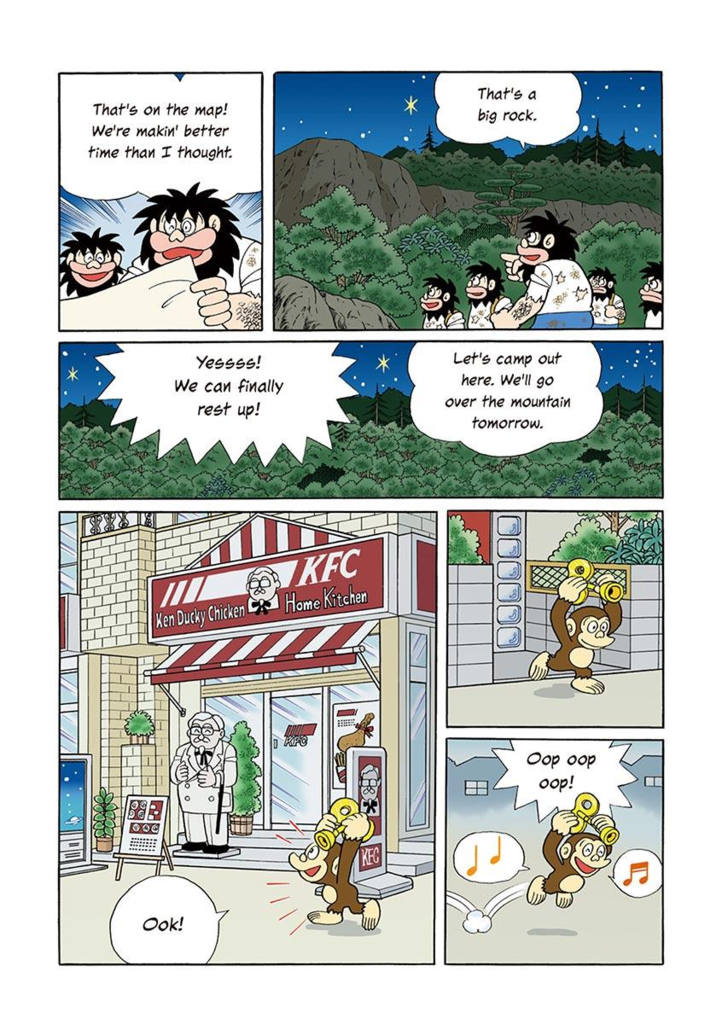 That's on the map!
We're makin' better
time than I thought.
That's a
big rock.
Yessss!
We can finally
rest up!
Let's camp out
here. We'll go
over the mountain
tomorrow.
KFC
Ken Ducky Chicken
Home Kitchen
KFC
KFC
Ook!
Oop oop
oop!